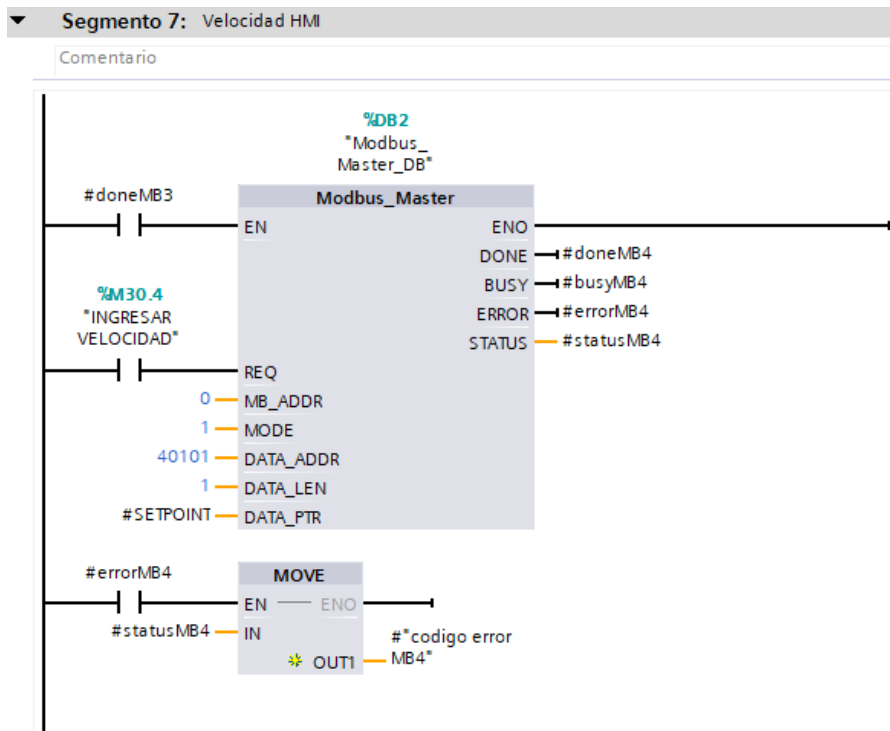 Segmento 7: Velocidad HMI
Comentario
%DB2
"Modbus_
Master_DB"
#doneMB3
Modbus_Master
EN
ENO
DONE
#doneMB4
BUSY
#busyMB4
%M30.4
"INGRESAR
VELOCIDAD"
ERROR
#errorMB4
STATUS
#statusMB4
REQ
0
MB_ADDR
1
MODE
40101
DATA_ADDR
1
DATA_LEN
#SETPOINT
DATA_PTR
#errorMB4
MOVE
EN
ENO
#statusMB4
IN
OUT1
#"codigo error
MB4"